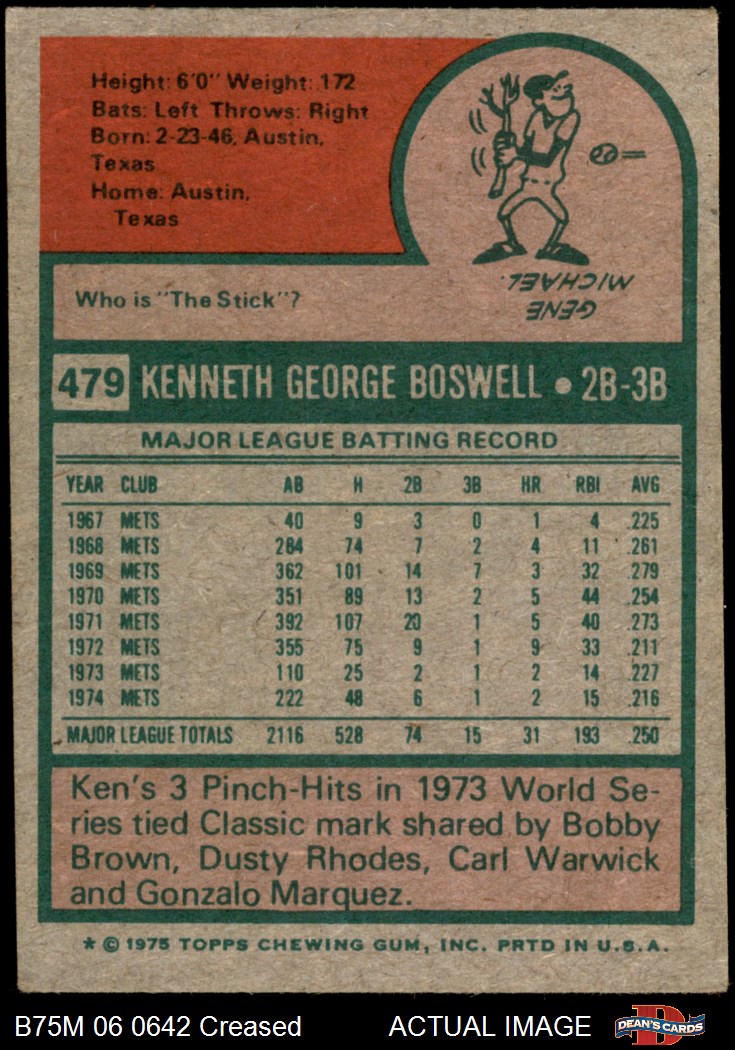 Height: 6'0" Weight: 172
Bats: Left Throws: Right
Born: 2-23-46, Austin,
Texas
Home: Austin,
Texas
GENE
MICHAEL.
Who is "The Stick"?
479 KENNETH GEORGE BOSWELL • 2B-3B
MAJOR LEAGUE BATTING RECORD
YEAR CLUB AB H 2B 3B HR RBI AVG
1967 METS 40 9 3 0 1 4 .225
1968 METS 284 74 7 2 4 11 .261
1969 METS 362 101 14 7 3 32 .279
1970 METS 351 89 13 2 5 44 .254
1971 METS 392 107 20 1 5 40 .273
1972 METS 355 75 9 1 9 33 .211
1973 METS 110 25 2 1 2 14 .227
1974 METS 222 48 6 1 2 15 .216
MAJOR LEAGUE TOTALS 2116 528 74 15 31 193 .250
Ken's 3 Pinch-Hits in 1973 World Se-
ries tied Classic mark shared by Bobby
Brown, Dusty Rhodes, Carl Warwick
and Gonzalo Marquez.
* © 1975 TOPPS CHEWING GUM, INC. PRTD IN U.S.A.
B75M 06 0642 Creased ACTUAL IMAGE DEAN'S CARDS